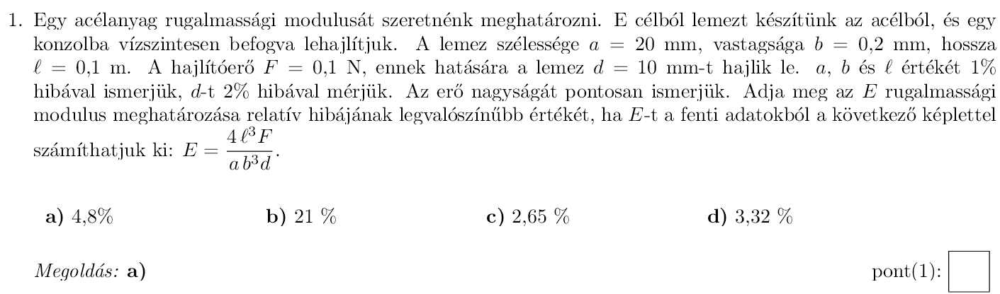 1. Egy acélanyag rugalmassági modulusát szeretnénk meghatározni. E célból lemezt készítünk az acélból, és egy
konzolba vízszintesen befogva lehajlítjuk. A lemez szélessége a = 20 mm, vastagsága b = 0,2 mm, hossza
ℓ = 0,1 m. A hajlítóerő F = 0,1 N, ennek hatására a lemez d = 10 mm-t hajlik le. a, b és ℓ értékét 1%
hibával ismerjük, d-t 2% hibával mérjük. Az erő nagyságát pontosan ismerjük. Adja meg az E rugalmassági
modulus meghatározása relatív hibájának legvalószínűbb értékét, ha E-t a fenti adatokból a következő képlettel
számíthatjuk ki: E = \frac{4 ℓ^3 F}{a b^3 d}.
a) 4,8% b) 21 % c) 2,65 % d) 3,32 %
Megoldás: a) pont(1):